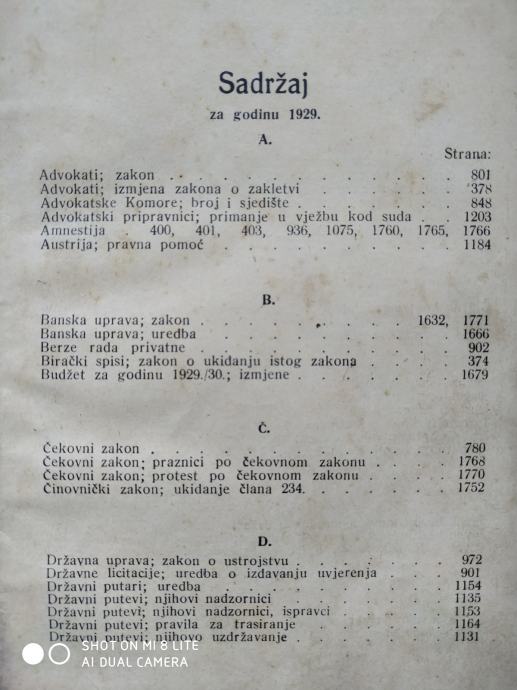 Sadržaj
za godinu 1929.
A.
Strana:
Advokati; zakon . . . . . . . . . . 801
Advokati; izmjena zakona o zakletvi . . . . . 378
Advokatske Komore; broj i sjedište . . . . . . 848
Advokatski pripravnici; primanje u vježbu kod suda . . 1203
Amnestija . 400, 401, 403, 936, 1075, 1760, 1765, 1766
Austrija; pravna pomoć . . . . . . . . . 1184
B.
Banska uprava; zakon . . . . . . . 1632, 1771
Banska uprava; uredba . . . . . . . . . 1666
Berze rada privatne . . . . . . . . . . 902
Birački spisi; zakon o ukidanju istog zakona . . . . 374
Budžet za godinu 1929./30.; izmjene . . . . . . 1679
Č.
Čekovni zakon . . . . . . . . . . 780
Čekovni zakon; praznici po čekovnom zakonu . . . . 1768
Čekovni zakon; protest po čekovnom zakonu . . . . 1770
Činovnički zakon; ukidanje člana 234. . . . . . 1752
D.
Državna uprava; zakon o ustrojstvu . . . . . . 972
Državne licitacije; uredba o izdavanju uvjerenja . . . 901
Državni putari; uredba . . . . . . . . 1154
Državni putevi; njihovi nadzornici . . . . . . 1135
Državni putevi; njihovi nadzornici, ispravci . . . . 1153
Državni putevi; pravila za trasiranje . . . . . 1164
Državni putevi; njihovo uzdržavanje . . . . . . 1131
SHOT ON MI 8 LITE
AI DUAL CAMERA